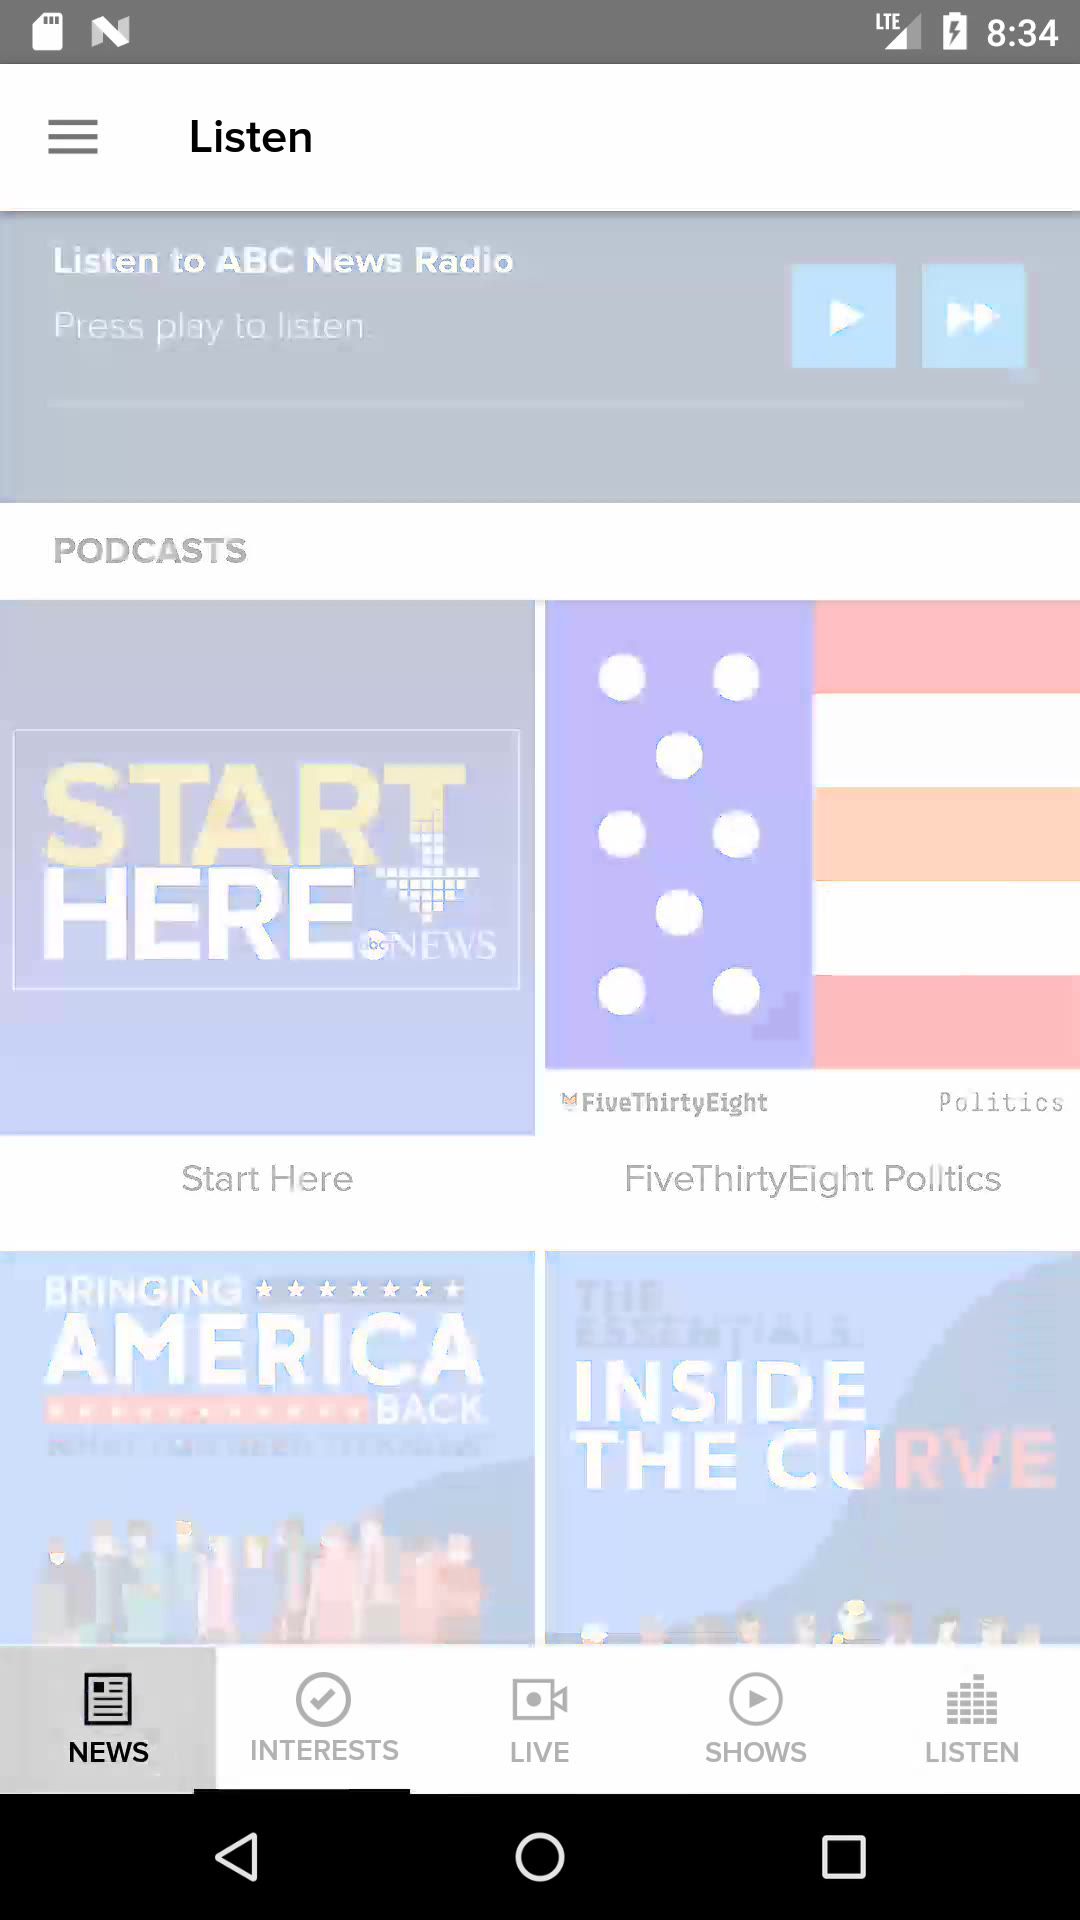 LTE 8:34
Listen
Listen to ABC News Radio
Press play to listen.
PODCASTS
START
HERE
abc NEWS
FiveThirtyEight Politics
Start Here
FiveThirtyEight Politics
BRINGING
AMERICA
BACK
THE
ESSENTIALS
INSIDE
THE CURVE
NEWS INTERESTS LIVE SHOWS LISTEN